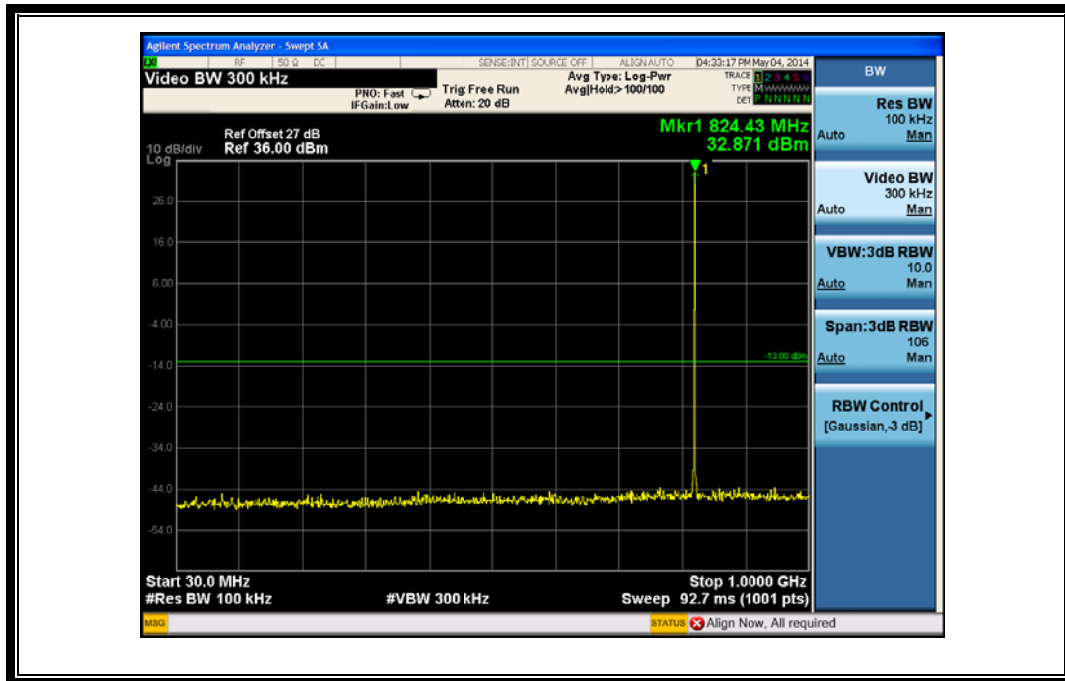 Agilent Spectrum Analyzer - Swept SA
LXI RF 50 Ω DC SENSE:INT SOURCE OFF ALIGNAUTO 04:33:17 PM May 04, 2014
Video BW 300 kHz
PNO: Fast
IFGain:Low
Trig: Free Run
Atten: 20 dB
Avg Type: Log-Pwr
Avg|Hold:> 100/100
TRACE 1 2 3 4 5 6
TYPE M
DET P N N N N N
Mkr1 824.43 MHz
32.871 dBm
Ref Offset 27 dB
10 dB/div Ref 36.00 dBm
Log
1
26.0
16.0
6.00
-4.00
-13.00 dBm
-14.0
-24.0
-34.0
-44.0
-54.0
Start 30.0 MHz Stop 1.0000 GHz
#Res BW 100 kHz #VBW 300 kHz Sweep 92.7 ms (1001 pts)
MSG STATUS Align Now, All required
BW
Res BW
100 kHz
Auto Man
Video BW
300 kHz
Auto Man
VBW:3dB RBW
10.0
Auto Man
Span:3dB RBW
106
Auto Man
RBW Control
[Gaussian,-3 dB]